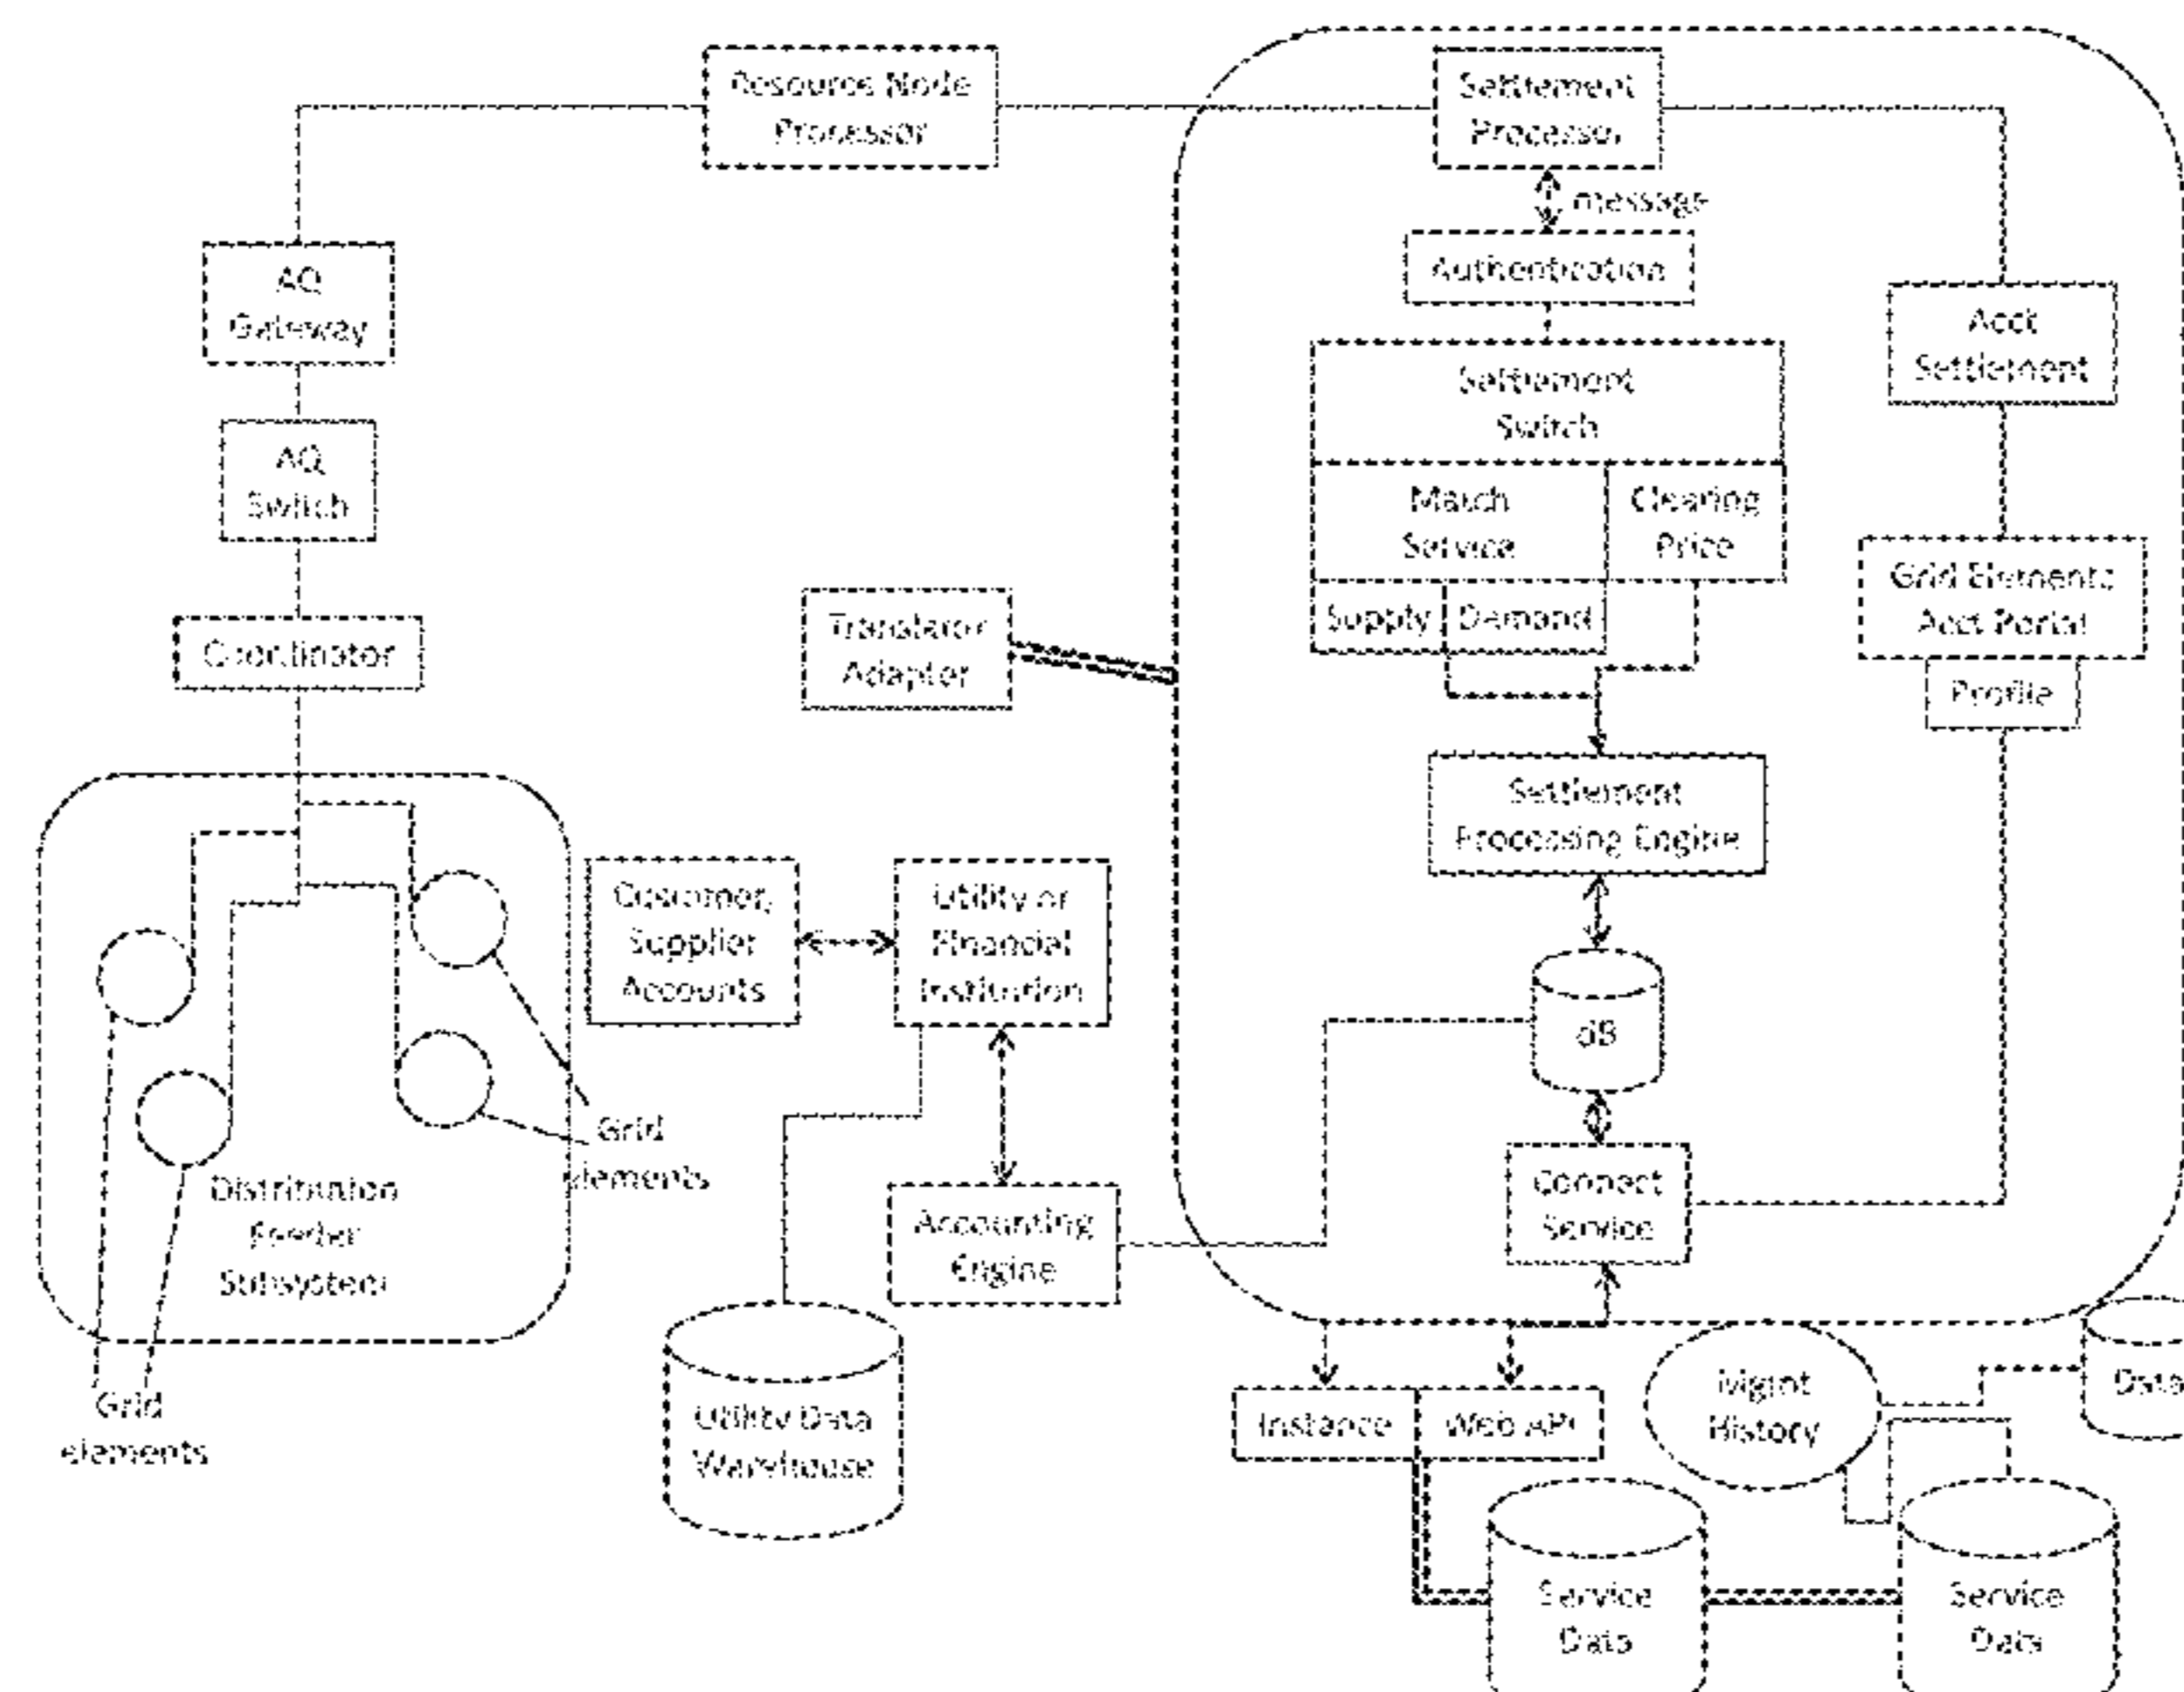 Resource Node
Processor
Settlement
Processor
message
Authentication
AQ
Gateway
Acct
Settlement
Settlement
Switch
AQ
Switch
Match
Service
Clearing
Price
Supply
Demand
Grid Elements
Acct Portal
Profile
Coordinator
Translator
Adapter
Settlement
Processing Engine
Customer,
Supplier
Accounts
Utility or
Financial
Institution
dB
Grid
elements
Distribution
Feeder
Subsystem
Connect
Service
Accounting
Engine
Grid
elements
Utility Data
Warehouse
Instance
Web API
Mgmt
History
Data
Service
Data
Service
Data